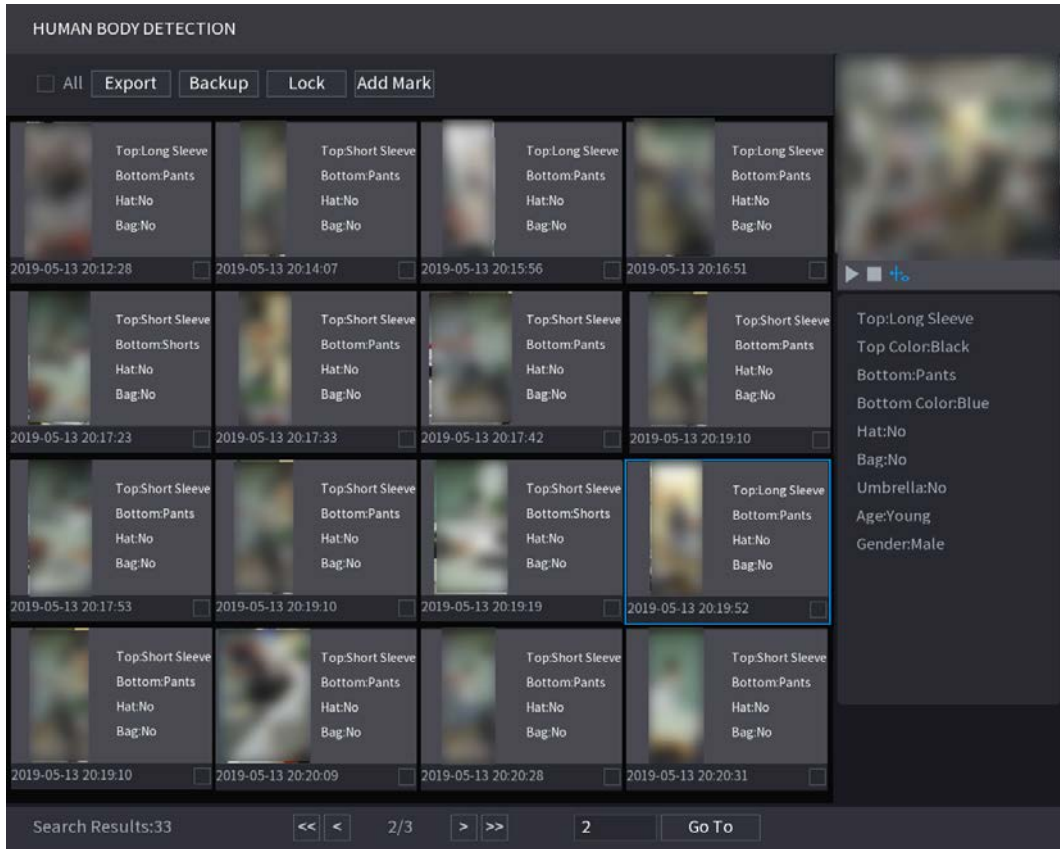 HUMAN BODY DETECTION
All Export Backup Lock Add Mark
Top:Long Sleeve
Bottom:Pants
Hat:No
Bag:No
2019-05-13 20:12:28
Top:Short Sleeve
Bottom:Pants
Hat:No
Bag:No
2019-05-13 20:14:07
Top:Long Sleeve
Bottom:Pants
Hat:No
Bag:No
2019-05-13 20:15:56
Top:Long Sleeve
Bottom:Pants
Hat:No
Bag:No
2019-05-13 20:16:51
Top:Short Sleeve
Bottom:Shorts
Hat:No
Bag:No
2019-05-13 20:17:23
Top:Short Sleeve
Bottom:Pants
Hat:No
Bag:No
2019-05-13 20:17:33
Top:Short Sleeve
Bottom:Pants
Hat:No
Bag:No
2019-05-13 20:17:42
Top:Short Sleeve
Bottom:Pants
Hat:No
Bag:No
2019-05-13 20:19:10
Top:Short Sleeve
Bottom:Pants
Hat:No
Bag:No
2019-05-13 20:17:53
Top:Short Sleeve
Bottom:Pants
Hat:No
Bag:No
2019-05-13 20:19:10
Top:Short Sleeve
Bottom:Shorts
Hat:No
Bag:No
2019-05-13 20:19:19
Top:Long Sleeve
Bottom:Pants
Hat:No
Bag:No
2019-05-13 20:19:52
Top:Short Sleeve
Bottom:Pants
Hat:No
Bag:No
2019-05-13 20:19:10
Top:Short Sleeve
Bottom:Pants
Hat:No
Bag:No
2019-05-13 20:20:09
Top:Short Sleeve
Bottom:Pants
Hat:No
Bag:No
2019-05-13 20:20:28
Top:Short Sleeve
Bottom:Pants
Hat:No
Bag:No
2019-05-13 20:20:31
Top:Long Sleeve
Top Color:Black
Bottom:Pants
Bottom Color:Blue
Hat:No
Bag:No
Umbrella:No
Age:Young
Gender:Male
Search Results:33 << < 2/3 > >> 2 Go To